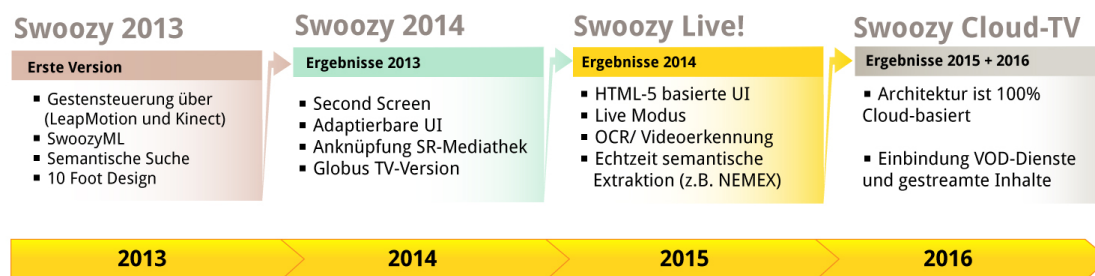 Swoozy 2013
Erste Version
▪ Gestensteuerung über
(LeapMotion und Kinect)
▪ SwoozyML
▪ Semantische Suche
▪ 10 Foot Design
Swoozy 2014
Ergebnisse 2013
▪ Second Screen
▪ Adaptierbare UI
▪ Anknüpfung SR-Mediathek
▪ Globus TV-Version
Swoozy Live!
Ergebnisse 2014
▪ HTML-5 basierte UI
▪ Live Modus
▪ OCR/ Videoerkennung
▪ Echtzeit semantische
Extraktion (z.B. NEMEX)
Swoozy Cloud-TV
Ergebnisse 2015 + 2016
▪ Architektur ist 100%
Cloud-basiert
▪ Einbindung VOD-Dienste
und gestreamte Inhalte
2013
2014
2015
2016